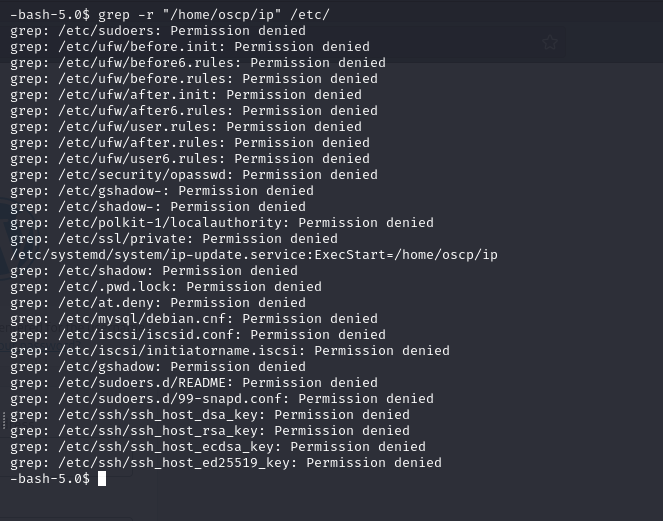 -bash-5.0$ grep -r "/home/oscp/ip" /etc/
grep: /etc/sudoers: Permission denied
grep: /etc/ufw/before.init: Permission denied
grep: /etc/ufw/before6.rules: Permission denied
grep: /etc/ufw/before.rules: Permission denied
grep: /etc/ufw/after.init: Permission denied
grep: /etc/ufw/after6.rules: Permission denied
grep: /etc/ufw/user.rules: Permission denied
grep: /etc/ufw/after.rules: Permission denied
grep: /etc/ufw/user6.rules: Permission denied
grep: /etc/security/opasswd: Permission denied
grep: /etc/gshadow-: Permission denied
grep: /etc/shadow-: Permission denied
grep: /etc/polkit-1/localauthority: Permission denied
grep: /etc/ssl/private: Permission denied
/etc/systemd/system/ip-update.service:ExecStart=/home/oscp/ip
grep: /etc/shadow: Permission denied
grep: /etc/.pwd.lock: Permission denied
grep: /etc/at.deny: Permission denied
grep: /etc/mysql/debian.cnf: Permission denied
grep: /etc/iscsi/iscsid.conf: Permission denied
grep: /etc/iscsi/initiatorname.iscsi: Permission denied
grep: /etc/gshadow: Permission denied
grep: /etc/sudoers.d/README: Permission denied
grep: /etc/sudoers.d/99-snapd.conf: Permission denied
grep: /etc/ssh/ssh_host_dsa_key: Permission denied
grep: /etc/ssh/ssh_host_rsa_key: Permission denied
grep: /etc/ssh/ssh_host_ecdsa_key: Permission denied
grep: /etc/ssh/ssh_host_ed25519_key: Permission denied
-bash-5.0$